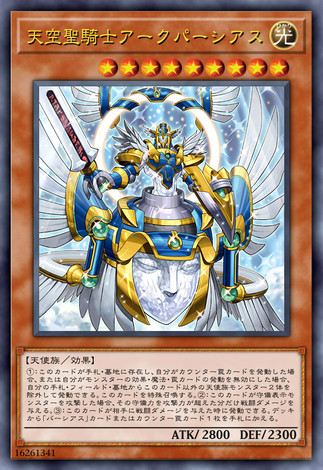 天空聖騎士アークパーシアス
光
【天使族/効果】
①:このカードが手札・墓地に存在し、自分がカウンター罠カードを発動した場
合、または自分がモンスターの効果・魔法・罠カードの発動を無効にした場合、
自分の手札・フィールド・墓地からこのカード以外の天使族モンスター2体を
除外して発動できる。このカードを特殊召喚する。②:このカードが守備表示モ
ンスターを攻撃した場合、その守備力を攻撃力が超えた分だけ戦闘ダメージ
を与える。③:このカードが相手に戦闘ダメージを与えた時に発動できる。デッキ
から「パーシアス」カードまたはカウンター罠カード1枚を手札に加える。
ATK/ 2800 DEF/2300
16261341